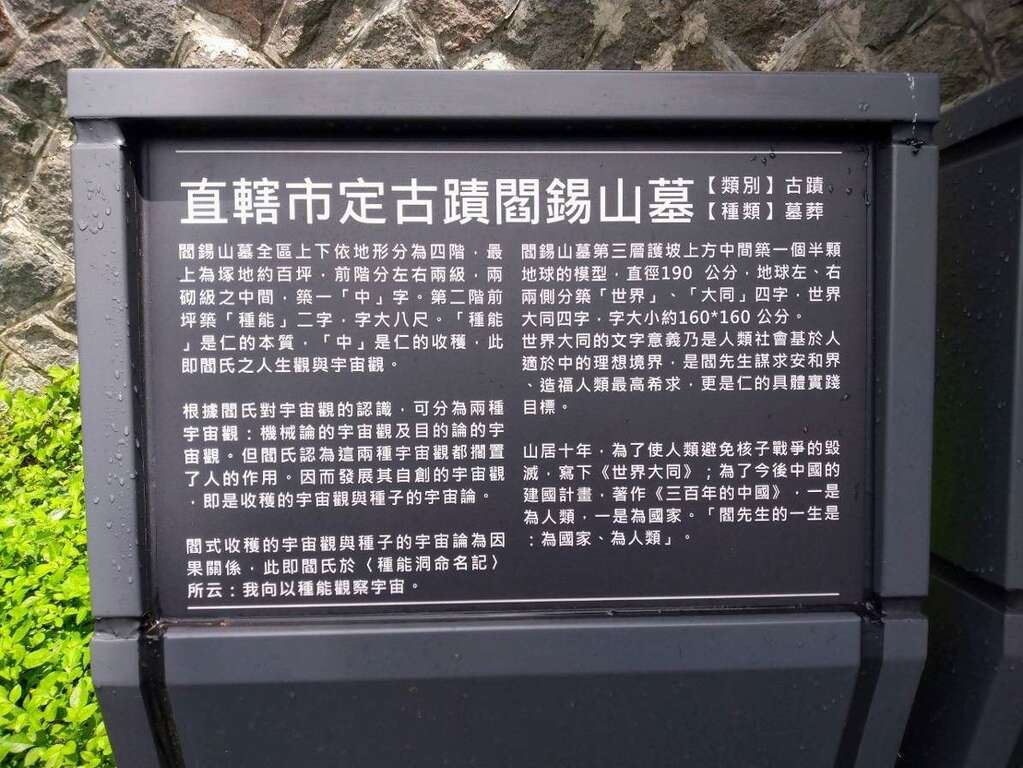 直轄市定古蹟閻錫山墓
【類別】古蹟
【種類】墓葬
閻錫山墓全區上下依地形分為四階，最
上為塚地約百坪，前階分左右兩級，兩
砌級之中間，築一「中」字。第二階前
坪築「種能」二字，字大八尺。「種能
」是仁的本質，「中」是仁的收穫，此
即閻氏之人生觀與宇宙觀。
根據閻氏對宇宙觀的認識，可分為兩種
宇宙觀：機械論的宇宙觀及目的論的宇
宙觀。但閻氏認為這兩種宇宙觀都擱置
了人的作用。因而發展其自創的宇宙觀
，即是收穫的宇宙觀與種子的宇宙論。
閻式收穫的宇宙觀與種子的宇宙論為因
果關係，此即閻氏於〈種能洞命名記〉
所云：我向以種能觀察宇宙。
閻錫山墓第三層護坡上方中間築一個半顆
地球的模型，直徑190 公分，地球左、右
兩側分築「世界」、「大同」四字，世界
大同四字，字大小約160*160 公分。
世界大同的文字意義乃是人類社會基於人
適於中的理想境界，是閻先生謀求安和界
、造福人類最高希求，更是仁的具體實踐
目標。
山居十年，為了使人類避免核子戰爭的毀
滅，寫下《世界大同》；為了今後中國的
建國計畫，著作《三百年的中國》，一是
為人類，一是為國家。「閻先生的一生是
：為國家、為人類」。